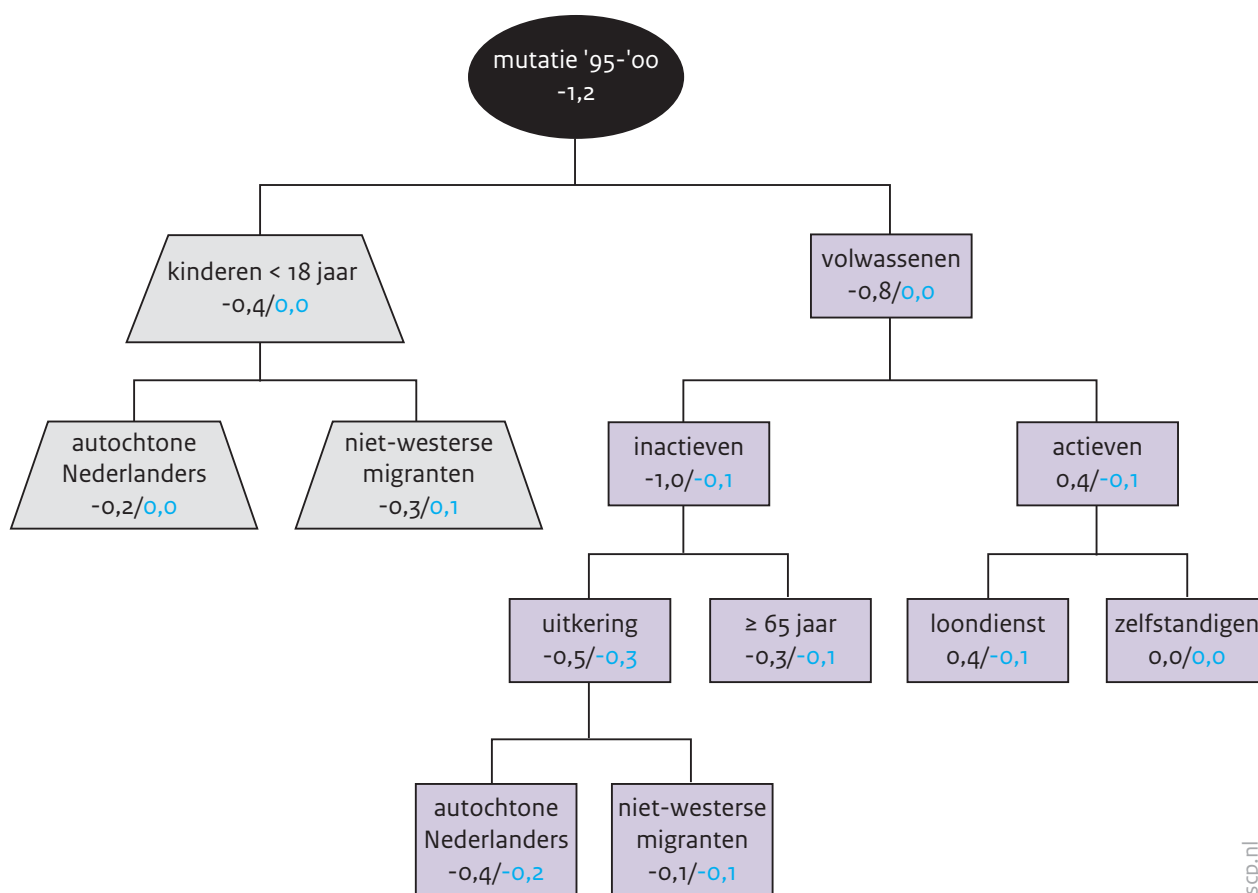 mutatie '95-'00
-1,2
kinderen < 18 jaar
-0,4/0,0
volwassenen
-0,8/0,0
autochtone
Nederlanders
-0,2/0,0
niet-westerse
migranten
-0,3/0,1
inactieven
-1,0/-0,1
actieven
0,4/-0,1
uitkering
-0,5/-0,3
≥ 65 jaar
-0,3/-0,1
loondienst
0,4/-0,1
zelfstandigen
0,0/0,0
autochtone
Nederlanders
-0,4/-0,2
niet-westerse
migranten
-0,1/-0,1
scp.nl